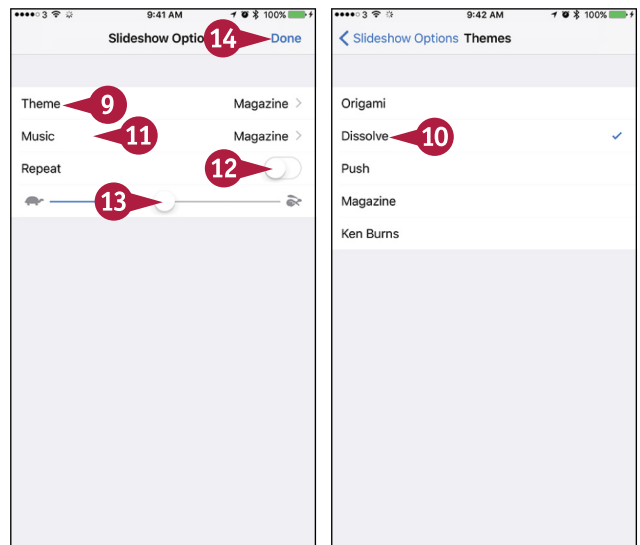 3 9:41 AM 100%
Slideshow Optio 14 Done
Theme 9 Magazine >
Music 11 Magazine >
Repeat 12
13
3 9:42 AM 100%
Slideshow Options Themes
Origami
Dissolve 10
Push
Magazine
Ken Burns